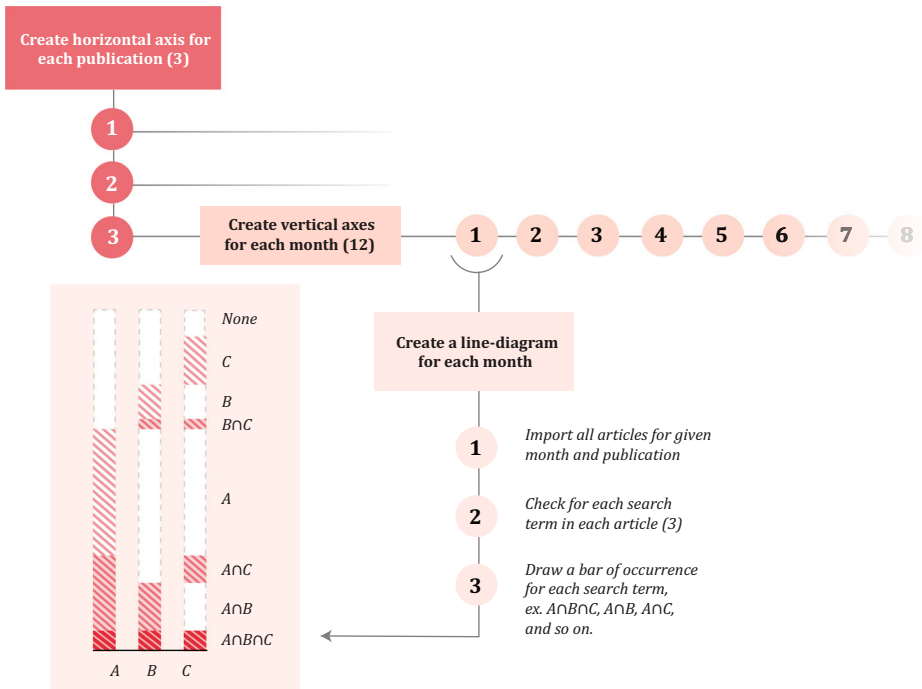 Create horizontal axis for
each publication (3)
1
2
3
Create vertical axes
for each month (12)
1 2 3 4 5 6 7 8
Create a line-diagram
for each month
1
Import all articles for given
month and publication
2
Check for each search
term in each article (3)
3
Draw a bar of occurrence
for each search term,
ex. A∩B∩C, A∩B, A∩C,
and so on.
None
C
B
B∩C
A
A∩C
A∩B
A∩B∩C
A B C